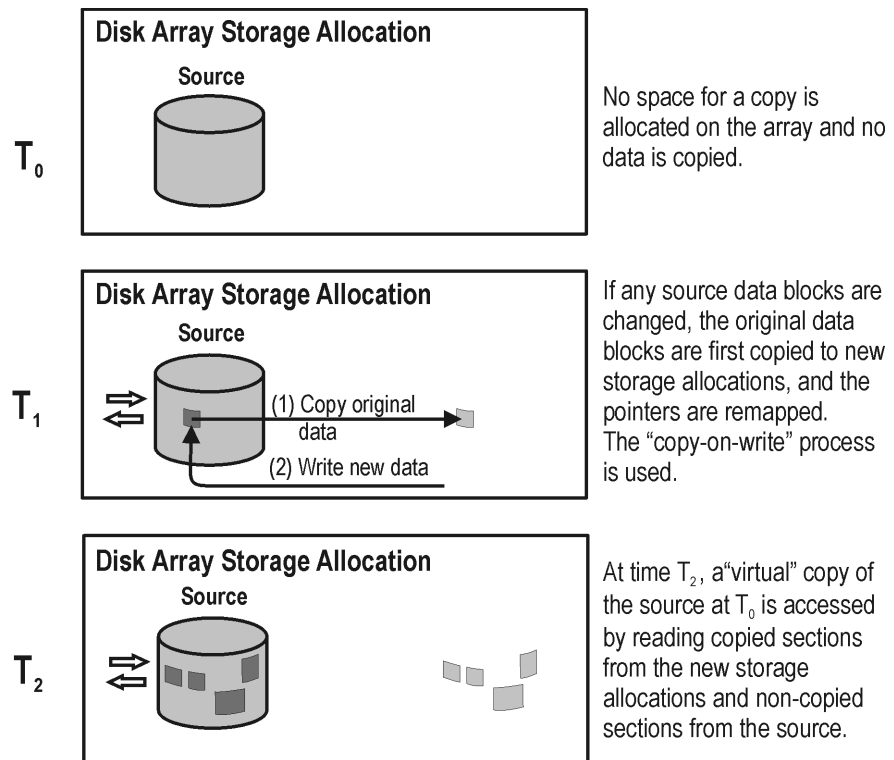 Disk Array Storage Allocation
Source
T0
No space for a copy is
allocated on the array and no
data is copied.
Disk Array Storage Allocation
Source
T1
(1) Copy original
data
(2) Write new data
If any source data blocks are
changed, the original data
blocks are first copied to new
storage allocations, and the
pointers are remapped.
The “copy-on-write” process
is used.
Disk Array Storage Allocation
Source
T2
At time T2, a“virtual” copy of
the source at T0 is accessed
by reading copied sections
from the new storage
allocations and non-copied
sections from the source.